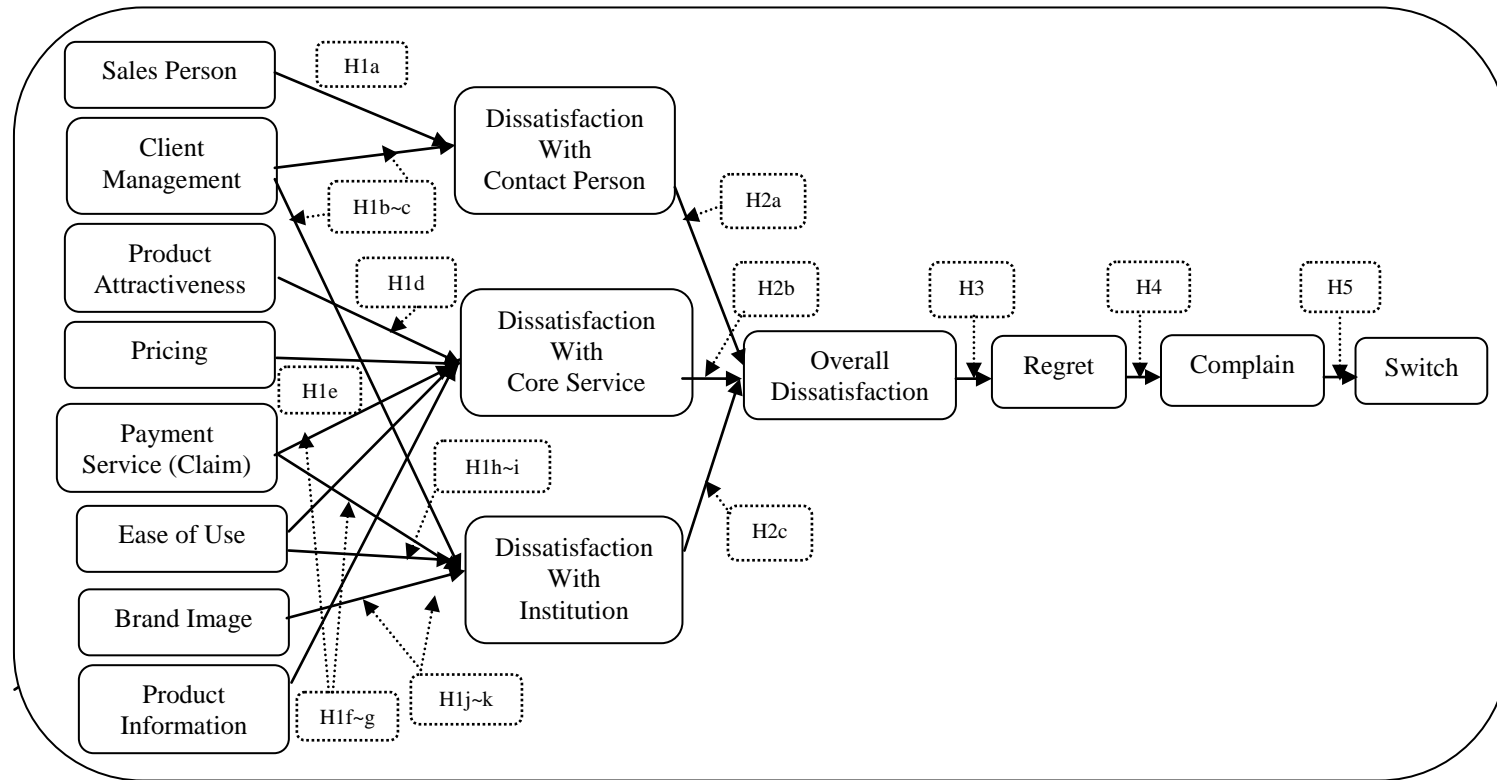 Sales Person
Client
Management
Product
Attractiveness
Pricing
Payment
Service (Claim)
Ease of Use
Brand Image
Product
Information
H1a
H1b~c
H1d
H1e
H1h~i
H1f~g
H1j~k
Dissatisfaction
With
Contact Person
Dissatisfaction
With
Core Service
Dissatisfaction
With
Institution
H2a
H2b
H2c
Overall
Dissatisfaction
H3
Regret
H4
Complain
H5
Switch